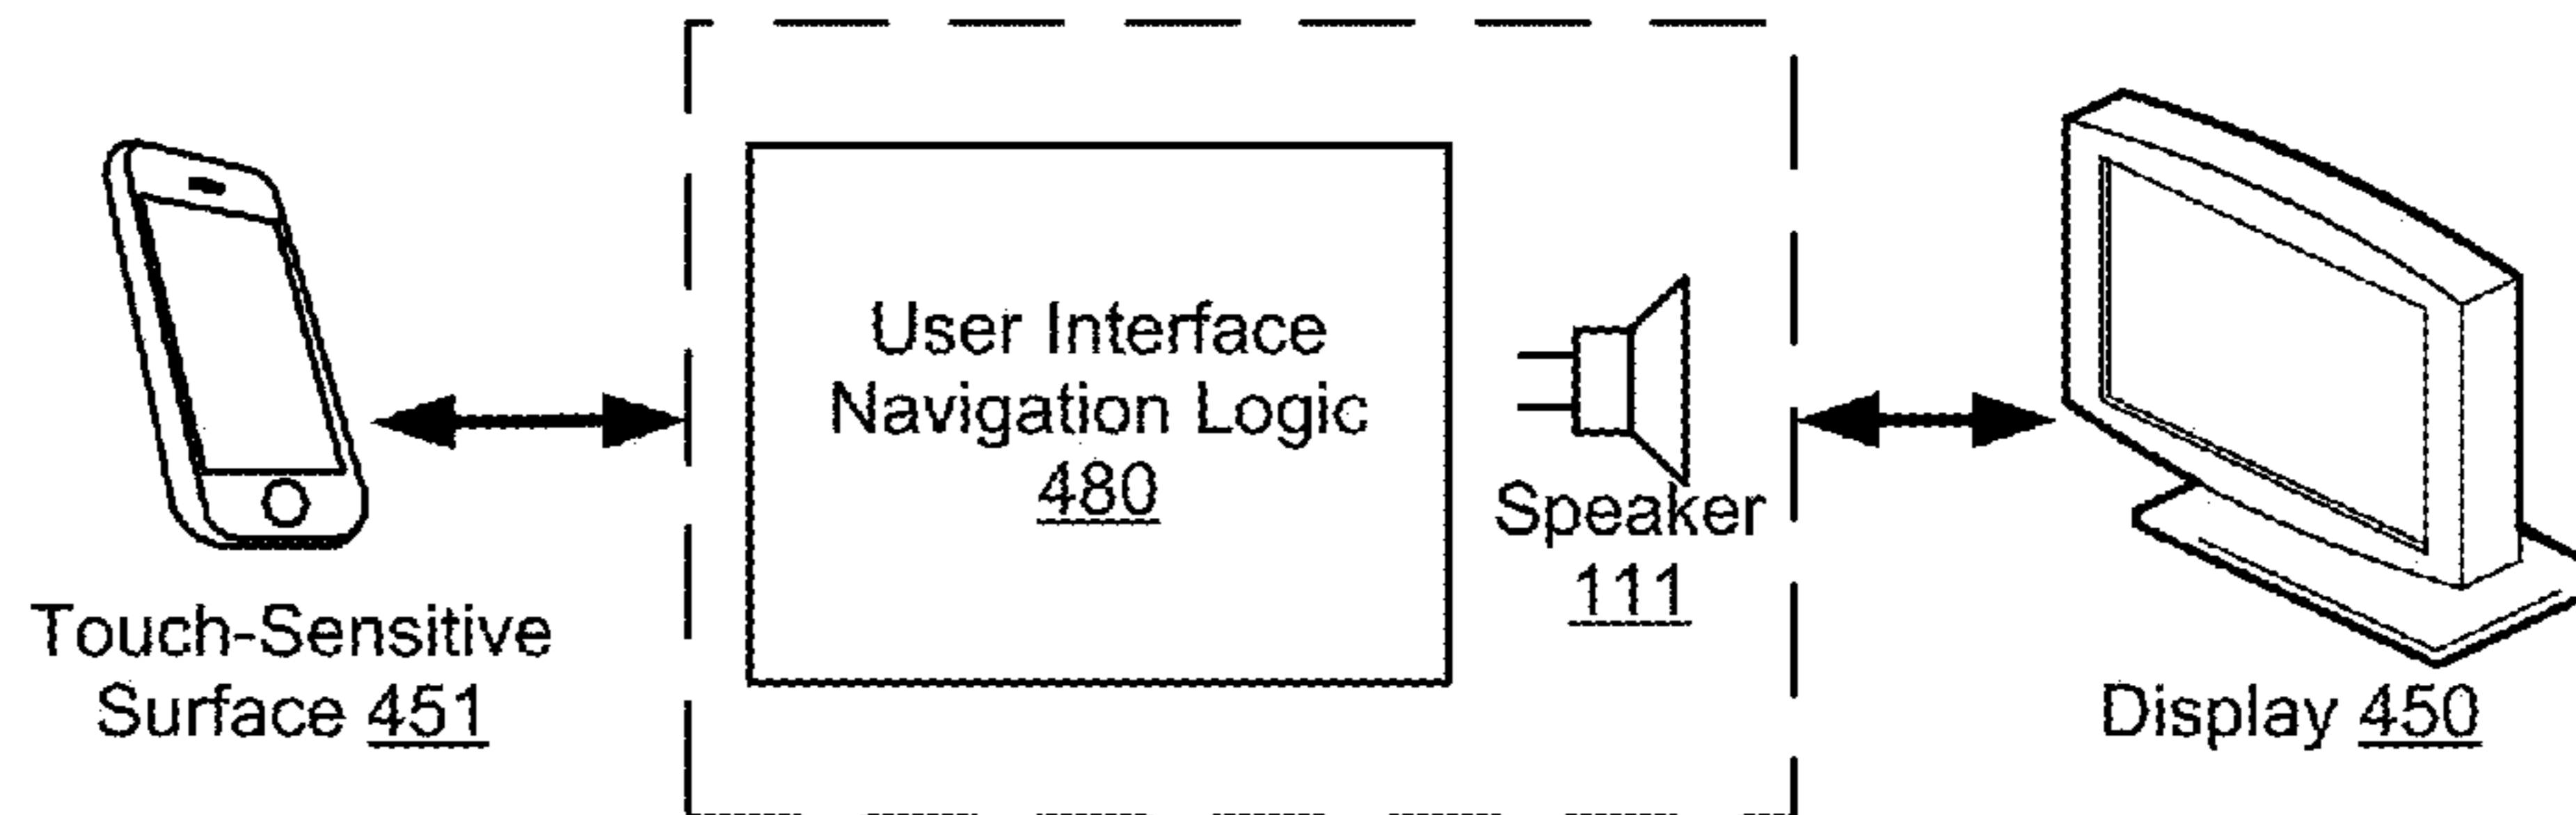 User Interface
Navigation Logic
480
Speaker
111
Touch-Sensitive
Surface 451
Display 450